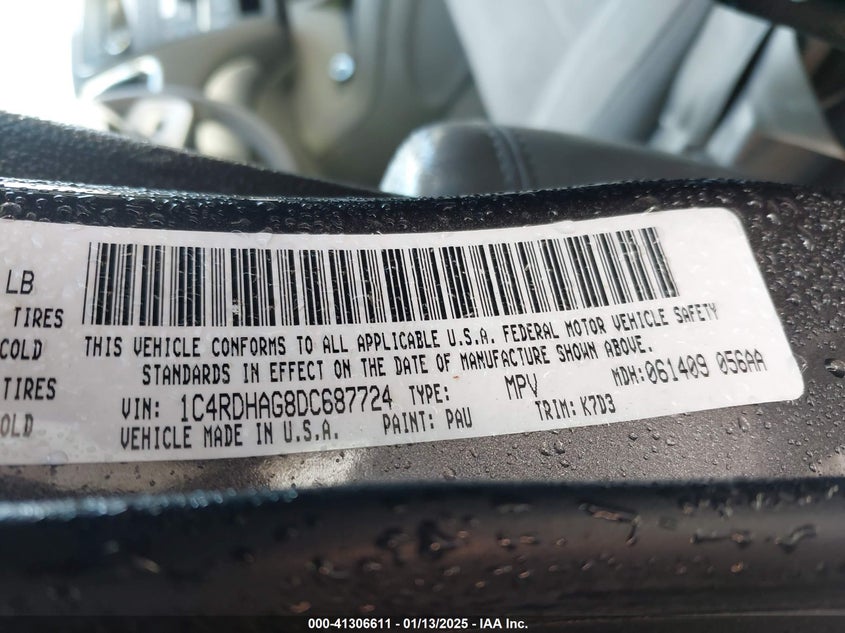 LB
TIRES
COLD
TIRES
OLD
THIS VEHICLE CONFORMS TO ALL APPLICABLE U.S.A. FEDERAL MOTOR VEHICLE SAFETY
STANDARDS IN EFFECT ON THE DATE OF MANUFACTURE SHOWN ABOVE.
VIN: 1C4RDHAG8DC687724 TYPE: MPV MDH: 061409 056AA
VEHICLE MADE IN U.S.A. PAINT: PAU TRIM: K7D3
000-41306611 - 01/13/2025 - IAA Inc.